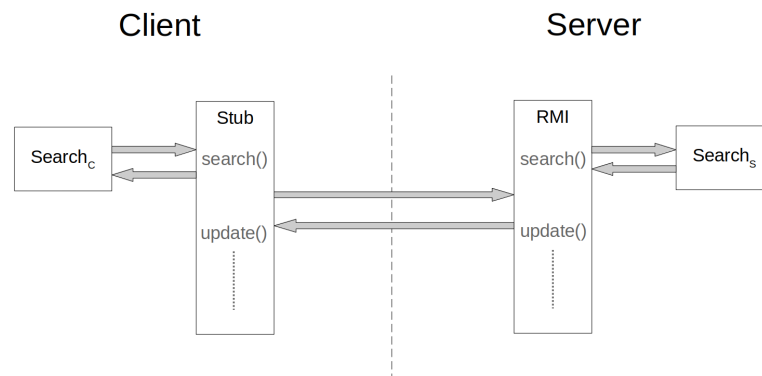 Client
Server
Stub
RMI
Search_C
search()
search()
Search_S
update()
update()